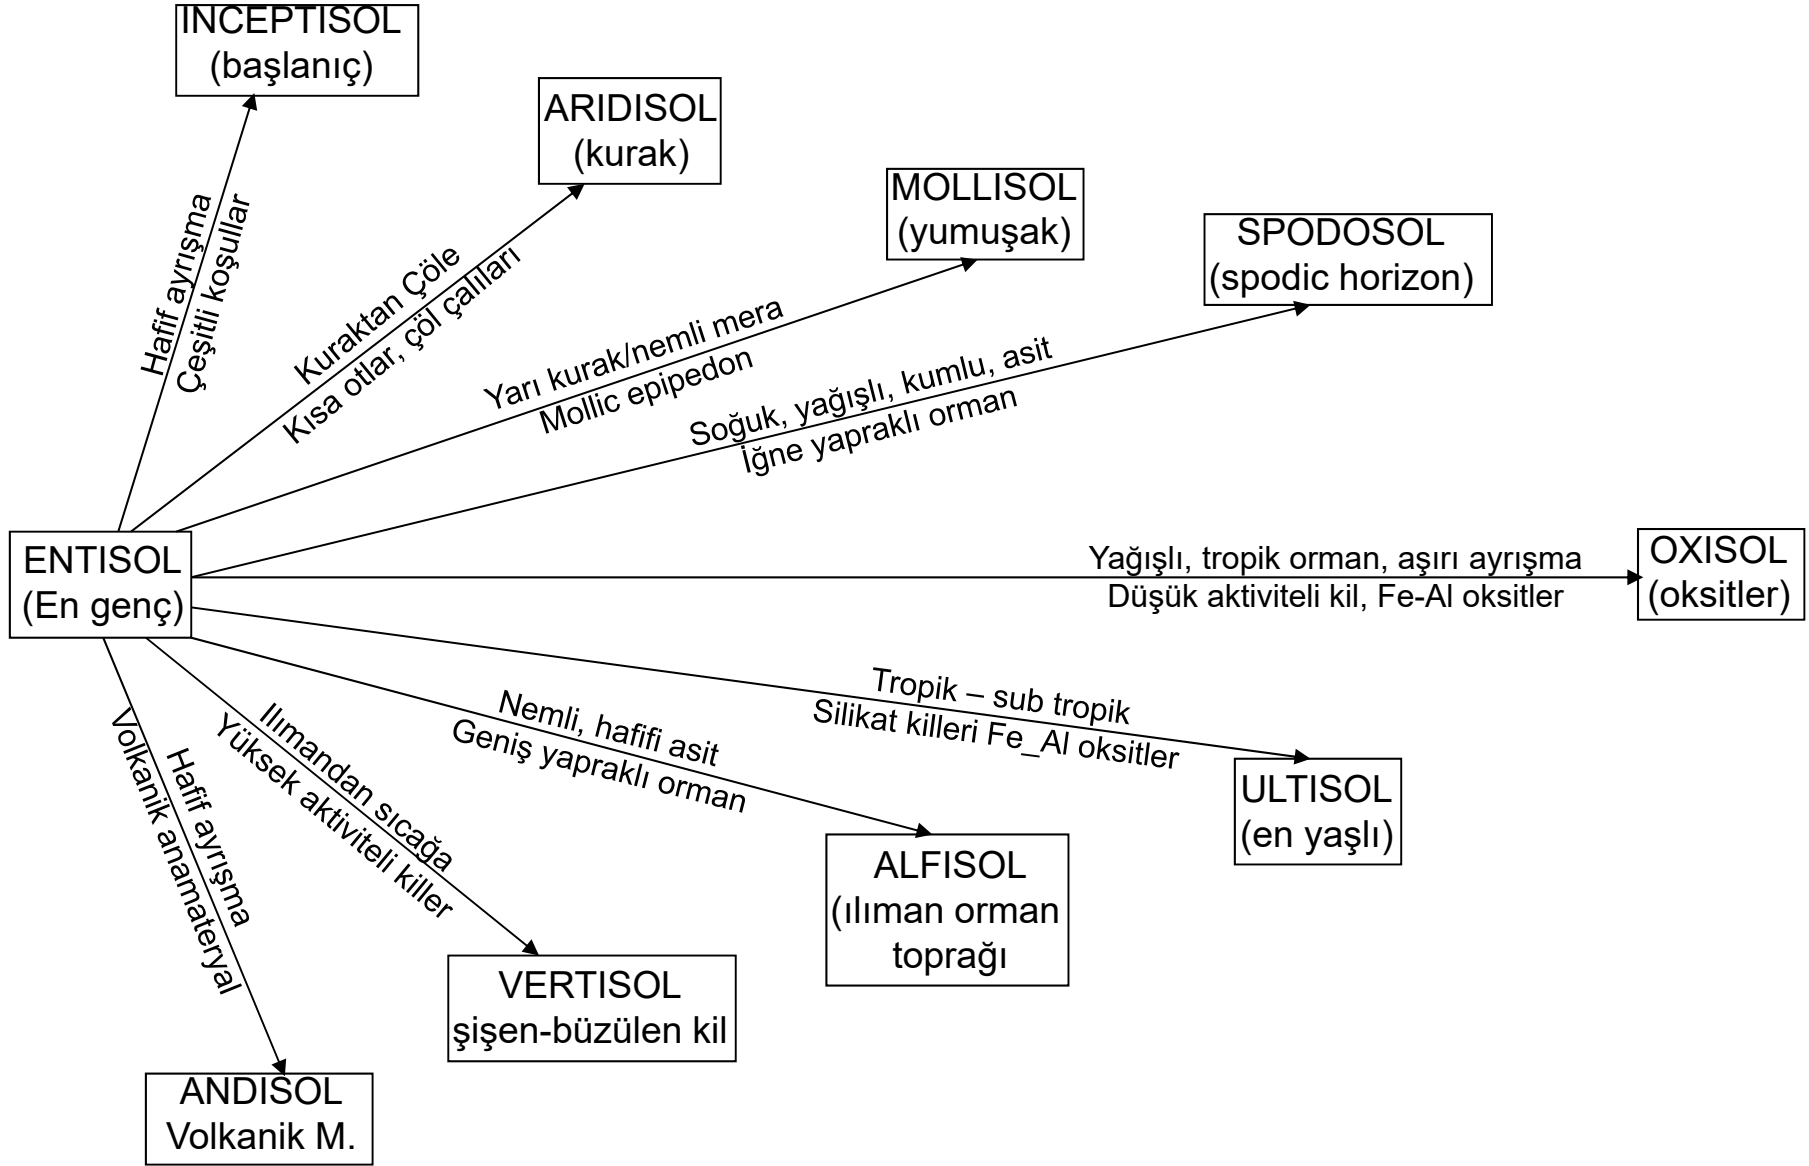 INCEPTISOL
(başlanıç)
ARIDISOL
(kurak)
MOLLISOL
(yumuşak)
SPODOSOL
(spodic horizon)
Hafif ayrışma
Çeşitli koşullar
Kuraktan Çöle
Kısa otlar, çöl çalıları
Yarı kurak/nemli mera
Mollic epipedon
Soğuk, yağışlı, kumlu, asit
İğne yapraklı orman
ENTISOL
(En genç)
Yağışlı, tropik orman, aşırı ayrışma
Düşük aktiviteli kil, Fe-Al oksitler
OXISOL
(oksitler)
Tropik – sub tropik
Silikat killeri Fe_Al oksitler
ULTISOL
(en yaşlı)
Nemli, hafifi asit
Geniş yapraklı orman
ALFISOL
(ılıman orman
toprağı
Ilımandan sıcağa
Yüksek aktiviteli killer
VERTISOL
şişen-büzülen kil
Hafif ayrışma
Volkanik anamateryal
ANDISOL
Volkanik M.